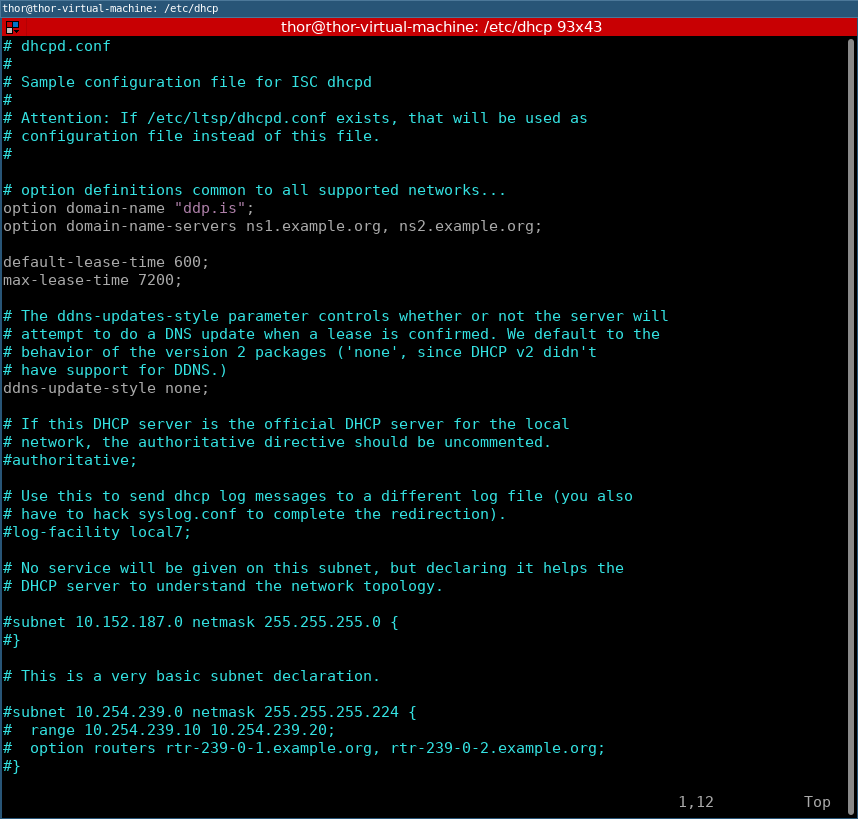 thor@thor-virtual-machine: /etc/dhcp
thor@thor-virtual-machine: /etc/dhcp 93x43
# dhcpd.conf
#
# Sample configuration file for ISC dhcpd
#
# Attention: If /etc/ltsp/dhcpd.conf exists, that will be used as
# configuration file instead of this file.
#
# option definitions common to all supported networks...
option domain-name "ddp.is";
option domain-name-servers ns1.example.org, ns2.example.org;
default-lease-time 600;
max-lease-time 7200;
# The ddns-updates-style parameter controls whether or not the server will
# attempt to do a DNS update when a lease is confirmed. We default to the
# behavior of the version 2 packages ('none', since DHCP v2 didn't
# have support for DDNS.)
ddns-update-style none;
# If this DHCP server is the official DHCP server for the local
# network, the authoritative directive should be uncommented.
#authoritative;
# Use this to send dhcp log messages to a different log file (you also
# have to hack syslog.conf to complete the redirection).
#log-facility local7;
# No service will be given on this subnet, but declaring it helps the
# DHCP server to understand the network topology.
#subnet 10.152.187.0 netmask 255.255.255.0 {
#}
# This is a very basic subnet declaration.
#subnet 10.254.239.0 netmask 255.255.255.224 {
#  range 10.254.239.10 10.254.239.20;
#  option routers rtr-239-0-1.example.org, rtr-239-0-2.example.org;
#}
1,12 Top